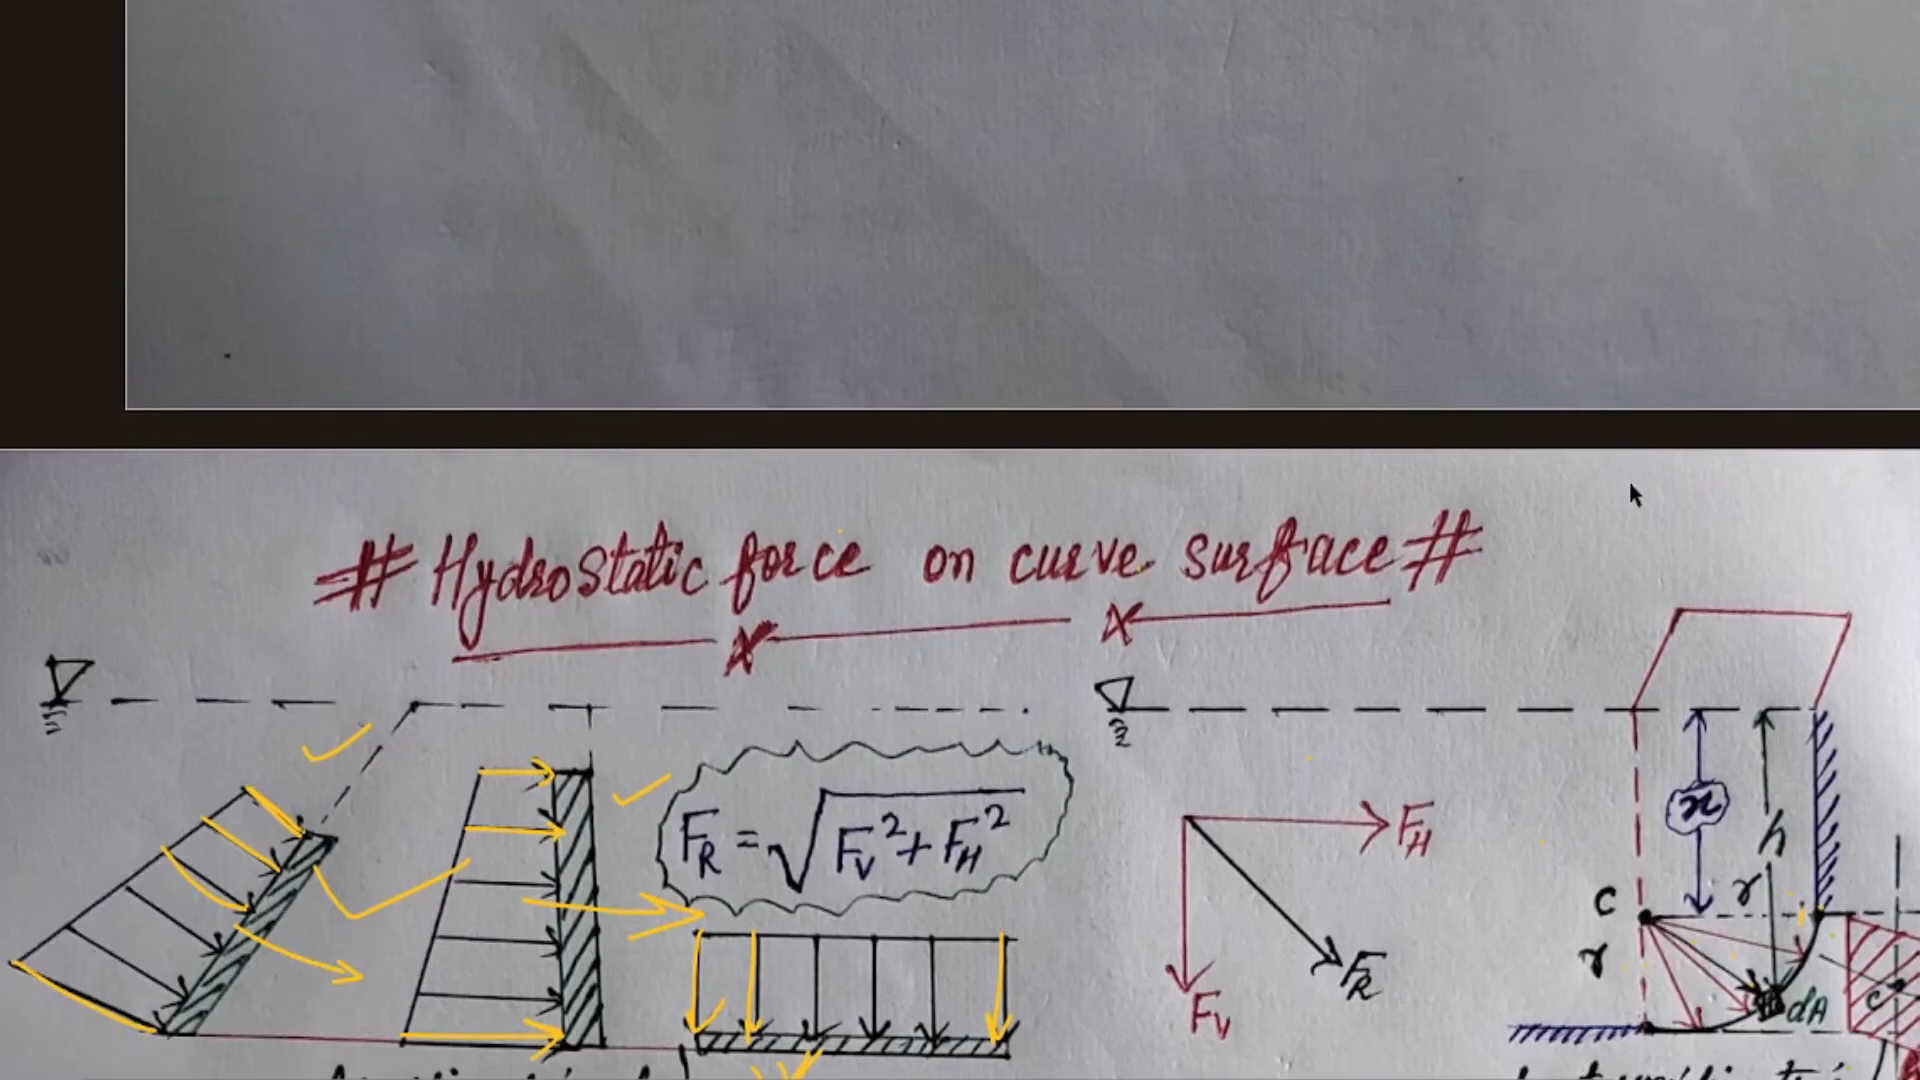 # Hydrostatic force on curve surface #
F_R = √F_V² + F_H²
F_H
F_R
F_V
x
h
r
C
r
dA
c